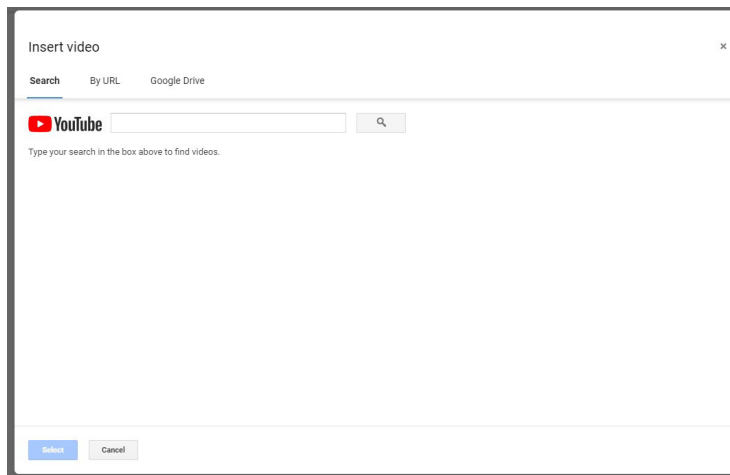 Insert video
×
Search By URL Google Drive
YouTube
Type your search in the box above to find videos.
Select Cancel